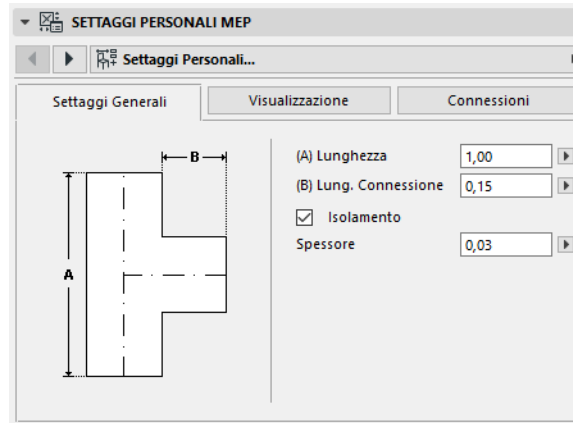 SETTAGGI PERSONALI MEP
Settaggi Personali...
Settaggi Generali
Visualizzazione
Connessioni
B
A
(A) Lunghezza 1,00
(B) Lung. Connessione 0,15
Isolamento
Spessore 0,03